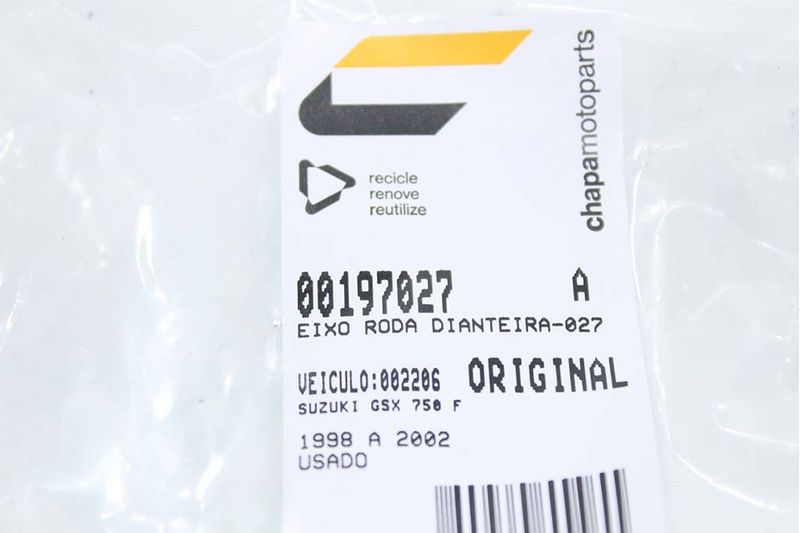 chapamotoparts
recicle
renove
reutilize
00197027 A
EIXO RODA DIANTEIRA-027
VEICULO:002206 ORIGINAL
SUZUKI GSX 750 F
1998 A 2002
USADO